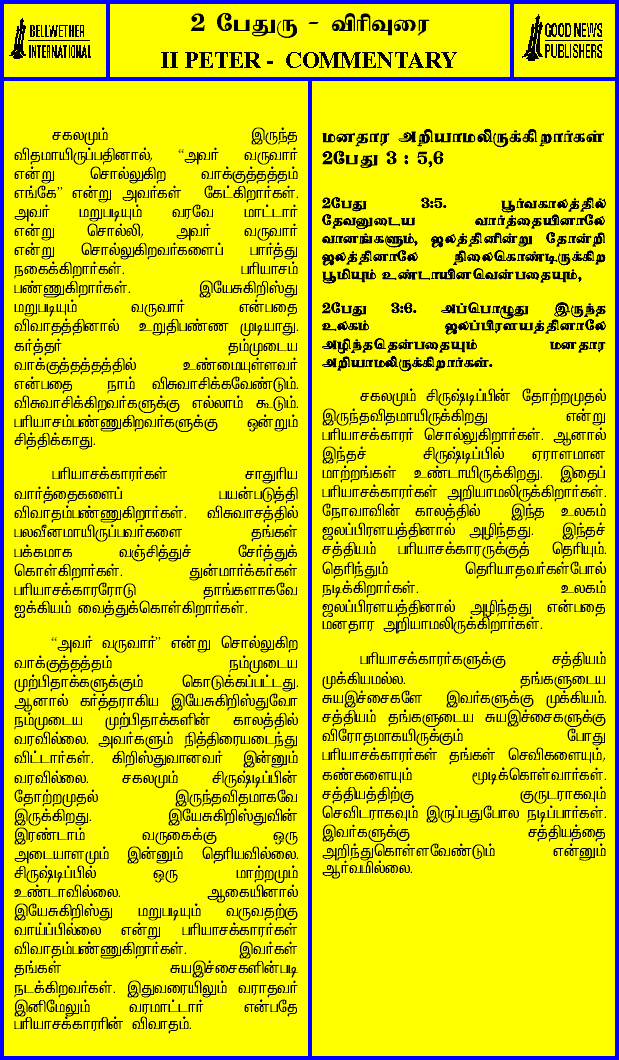 BELLWETHER
INTERNATIONAL
2 பேதுரு - விரிவுரை
II PETER - COMMENTARY
GOOD NEWS
PUBLISHERS
சகலமும் இருந்த
விதமாயிருப்பதினால், “அவர் வருவார்
என்று சொல்லுகிற வாக்குத்தத்தம்
எங்கே” என்று அவர்கள் கேட்கிறார்கள்.
அவர் மறுபடியும் வரவே மாட்டார்
என்று சொல்லி, அவர் வருவார்
என்று சொல்லுகிறவர்களைப் பார்த்து
நகைக்கிறார்கள். பரியாசம்
பண்ணுகிறார்கள். இயேசுகிறிஸ்து
மறுபடியும் வருவார் என்பதை
விவாதத்தினால் உறுதிபண்ண முடியாது.
கர்த்தர் தம்முடைய
வாக்குத்தத்தத்தில் உண்மையுள்ளவர்
என்பதை நாம் விசுவாசிக்கவேண்டும்.
விசுவாசிக்கிறவர்களுக்கு எல்லாம் கூடும்.
பரியாசம்பண்ணுகிறவர்களுக்கு ஒன்றும்
சித்திக்காது.
பரியாசக்காரர்கள் சாதுரிய
வார்த்தைகளைப் பயன்படுத்தி
விவாதம்பண்ணுகிறார்கள். விசுவாசத்தில்
பலவீனமாயிருப்பவர்களை தங்கள்
பக்கமாக வஞ்சித்துச் சேர்த்துக்
கொள்கிறார்கள். துன்மார்க்கர்கள்
பரியாசக்காரரோடு தாங்களாகவே
ஐக்கியம் வைத்துக்கொள்கிறார்கள்.
“அவர் வருவார்” என்று சொல்லுகிற
வாக்குத்தத்தம் நம்முடைய
முற்பிதாக்களுக்கும் கொடுக்கப்பட்டது.
ஆனால் கர்த்தராகிய இயேசுகிறிஸ்துவோ
நம்முடைய முற்பிதாக்களின் காலத்தில்
வரவில்லை. அவர்களும் நித்திரையடைந்து
விட்டார்கள். கிறிஸ்துவானவர் இன்னும்
வரவில்லை. சகலமும் சிருஷ்டிப்பின்
தோற்றமுதல் இருந்தவிதமாகவே
இருக்கிறது. இயேசுகிறிஸ்துவின்
இரண்டாம் வருகைக்கு ஒரு
அடையாளமும் இன்னும் தெரியவில்லை.
சிருஷ்டிப்பில் ஒரு மாற்றமும்
உண்டாவில்லை. ஆகையினால்
இயேசுகிறிஸ்து மறுபடியும் வருவதற்கு
வாய்ப்பில்லை என்று பரியாசக்காரர்கள்
விவாதம்பண்ணுகிறார்கள். இவர்கள்
தங்கள் சுயஇச்சைகளின்படி
நடக்கிறவர்கள். இதுவரையிலும் வராதவர்
இனிமேலும் வரமாட்டார் என்பதே
பரியாசக்காரரின் விவாதம்.
மனதார அறியாமலிருக்கிறார்கள்
2பேது 3 : 5,6
2பேது 3:5. பூர்வகாலத்தில்
தேவனுடைய வார்த்தையினாலே
வானங்களும், ஜலத்தினின்று தோன்றி
ஜலத்தினாலே நிலைகொண்டிருக்கிற
பூமியும் உண்டாயினவென்பதையும்,
2பேது 3:6. அப்பொழுது இருந்த
உலகம் ஜலப்பிரளயத்தினாலே
அழிந்ததென்பதையும் மனதார
அறியாமலிருக்கிறார்கள்.
சகலமும் சிருஷ்டிப்பின் தோற்றமுதல்
இருந்தவிதமாயிருக்கிறது என்று
பரியாசக்காரர் சொல்லுகிறார்கள். ஆனால்
இந்தச் சிருஷ்டிப்பில் ஏராளமான
மாற்றங்கள் உண்டாயிருக்கிறது. இதைப்
பரியாசக்காரர்கள் அறியாமலிருக்கிறார்கள்.
நோவாவின் காலத்தில் இந்த உலகம்
ஜலப்பிரளயத்தினால் அழிந்தது. இந்தச்
சத்தியம் பரியாசக்காரருக்குத் தெரியும்.
தெரிந்தும் தெரியாதவர்கள்போல்
நடிக்கிறார்கள். உலகம்
ஜலப்பிரளயத்தினால் அழிந்தது என்பதை
மனதார அறியாமலிருக்கிறார்கள்.
பரியாசக்காரர்களுக்கு சத்தியம்
முக்கியமல்ல. தங்களுடைய
சுயஇச்சைகளே இவர்களுக்கு முக்கியம்.
சத்தியம் தங்களுடைய சுயஇச்சைகளுக்கு
விரோதமாகயிருக்கும் போது
பரியாசக்காரர்கள் தங்கள் செவிகளையும்,
கண்களையும் மூடிக்கொள்வார்கள்.
சத்தியத்திற்கு குருடராகவும்
செவிடராகவும் இருப்பதுபோல நடிப்பார்கள்.
இவர்களுக்கு சத்தியத்தை
அறிந்துகொள்ளவேண்டும் என்னும்
ஆர்வமில்லை.